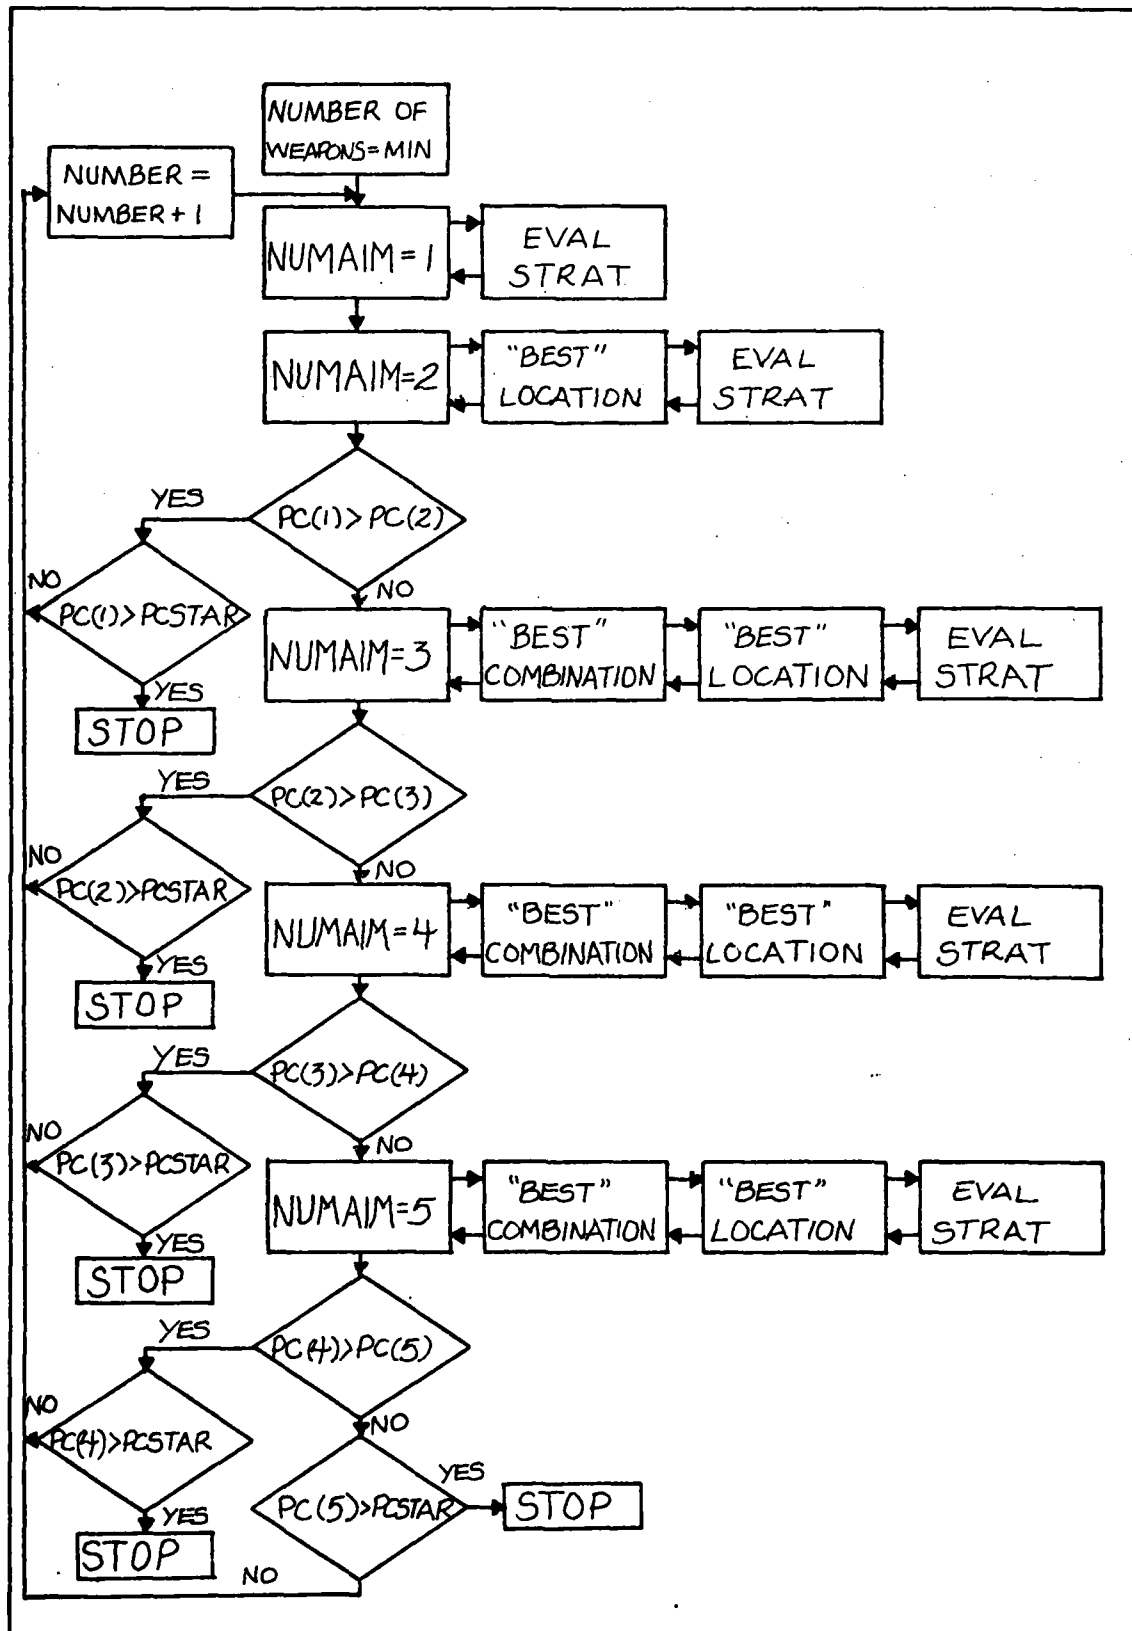 NUMBER OF
WEAPONS=MIN
NUMBER =
NUMBER + 1
NUMAIM = 1
EVAL
STRAT
NUMAIM=2
"BEST"
LOCATION
EVAL
STRAT
YES
PC(1)>PC(2)
NO
NO
PC(1)>PCSTAR
YES
STOP
NUMAIM=3
"BEST"
COMBINATION
"BEST"
LOCATION
EVAL
STRAT
YES
PC(2)>PC(3)
NO
NO
PC(2)>PCSTAR
YES
STOP
NUMAIM=4
"BEST"
COMBINATION
"BEST"
LOCATION
EVAL
STRAT
YES
PC(3)>PC(4)
NO
NO
PC(3)>PCSTAR
YES
STOP
NUMAIM=5
"BEST"
COMBINATION
"BEST"
LOCATION
EVAL
STRAT
YES
PC(4)>PC(5)
NO
NO
PC(4)>PCSTAR
YES
STOP
PC(5)>PCSTAR
YES
STOP
NO